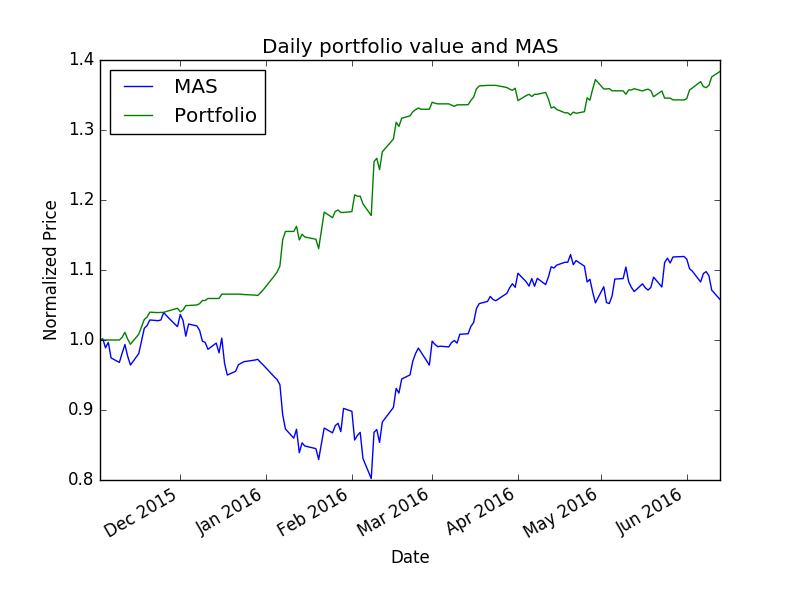 Daily portfolio value and MAS
MAS
Portfolio
1.4
1.3
1.2
1.1
1.0
0.9
0.8
Normalized Price
Dec 2015
Jan 2016
Feb 2016
Mar 2016
Apr 2016
May 2016
Jun 2016
Date